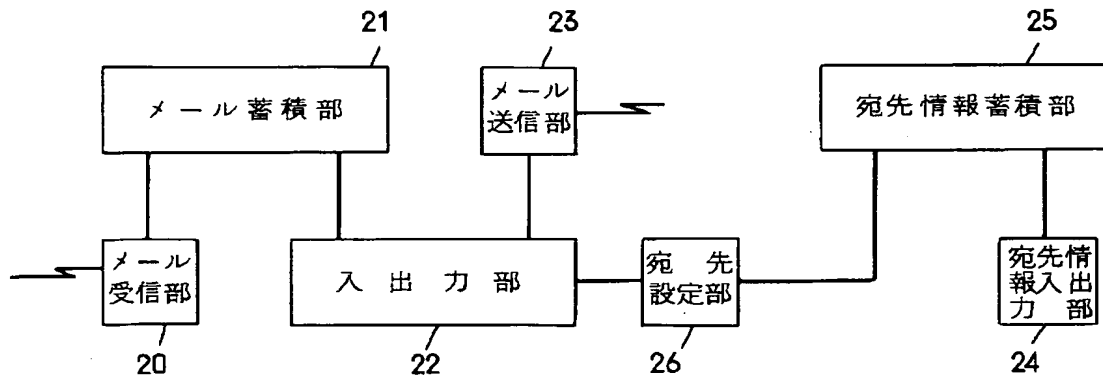 21
23
25
メール蓄積部
メール
送信部
宛先情報蓄積部
メール
受信部
入出力部
宛先
設定部
宛先情
報入出
力部
20
22
26
24